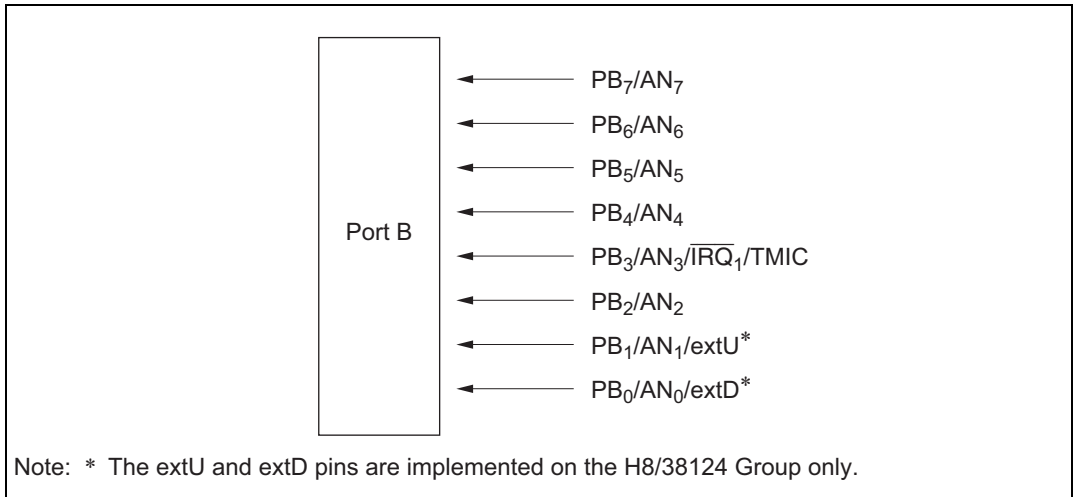 PB₇/AN₇
PB₆/AN₆
PB₅/AN₅
PB₄/AN₄
Port B
PB₃/AN₃/I̅R̅Q̅₁/TMIC
PB₂/AN₂
PB₁/AN₁/extU*
PB₀/AN₀/extD*
Note: * The extU and extD pins are implemented on the H8/38124 Group only.